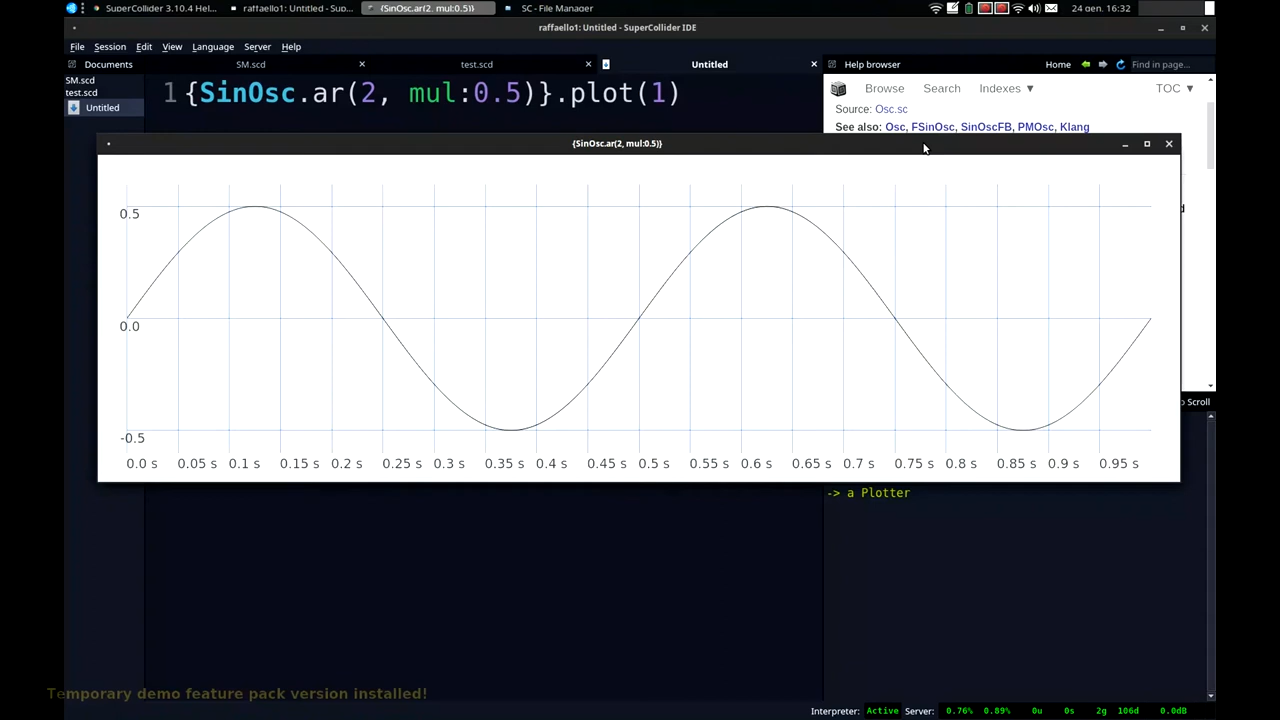 SuperCollider 3.10.4 Hel...
raffaello1: Untitled - Sup...
{SinOsc.ar(2, mul:0.5)}
SC - File Manager
24 gen, 16:32
raffaello1: Untitled - SuperCollider IDE
File Session Edit View Language Server Help
Documents
SM.scd
test.scd
Untitled
Help browser
Home
Find in page...
SM.scd
test.scd
Untitled
1 {SinOsc.ar(2, mul:0.5)}.plot(1)
Browse Search Indexes ▼ TOC ▼
Source: Osc.sc
See also: Osc, FSinOsc, SinOscFB, PMOsc, Klang
{SinOsc.ar(2, mul:0.5)}
0.5
0.0
-0.5
0.0 s 0.05 s 0.1 s 0.15 s 0.2 s 0.25 s 0.3 s 0.35 s 0.4 s 0.45 s 0.5 s 0.55 s 0.6 s 0.65 s 0.7 s 0.75 s 0.8 s 0.85 s 0.9 s 0.95 s
Scroll
-> a Plotter
Temporary demo feature pack version installed!
Interpreter: Active Server: 0.76% 0.89% 0u 0s 2g 106d 0.0dB